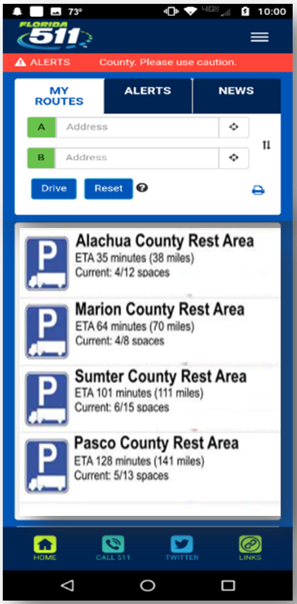 73°
4G
10:00
FLORIDA
511
ALERTS County. Please use caution.
MY ROUTES
ALERTS
NEWS
A Address
B Address
Drive Reset ?
P
Alachua County Rest Area
ETA 35 minutes (38 miles)
Current: 4/12 spaces
P
Marion County Rest Area
ETA 64 minutes (70 miles)
Current: 4/8 spaces
P
Sumter County Rest Area
ETA 101 minutes (111 miles)
Current: 6/15 spaces
P
Pasco County Rest Area
ETA 128 minutes (141 miles)
Current: 5/13 spaces
HOME CALL 511 TWITTER LINKS